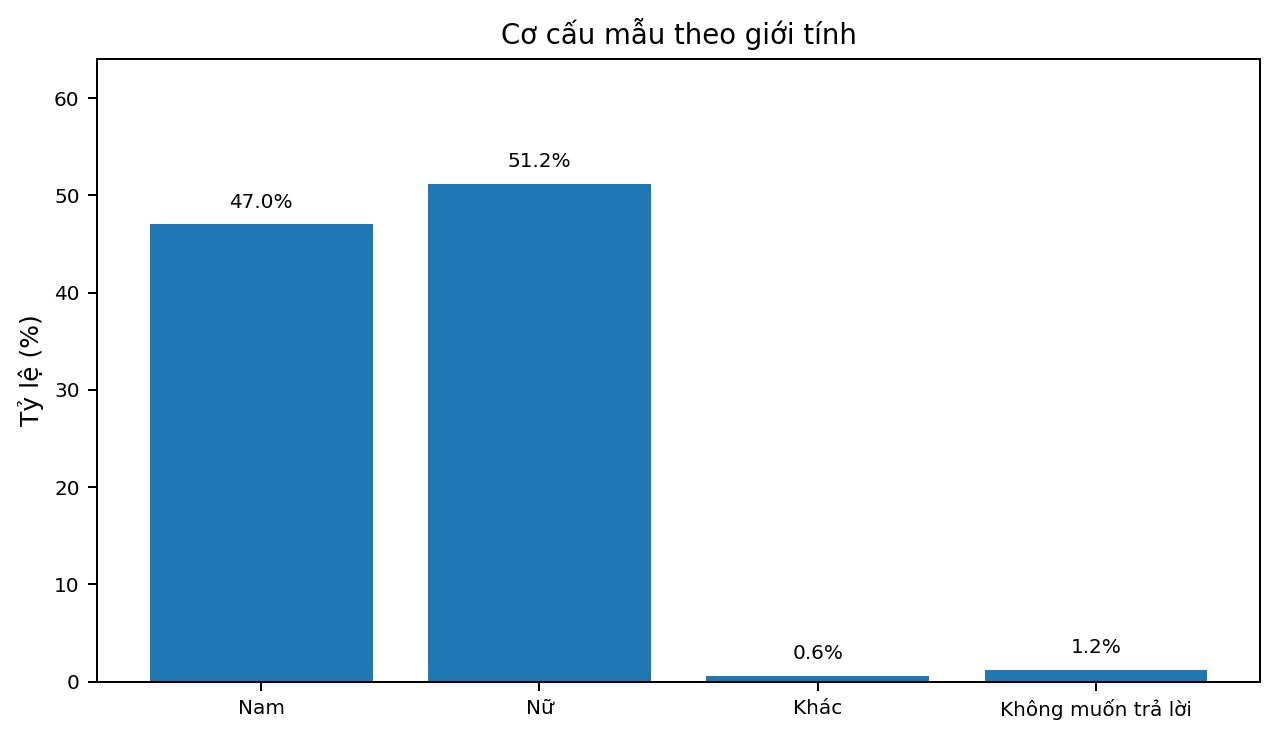 Cơ cấu mẫu theo giới tính
Tỷ lệ (%)
60
50
40
30
20
10
0
47.0%
51.2%
0.6%
1.2%
Nam
Nữ
Khác
Không muốn trả lời